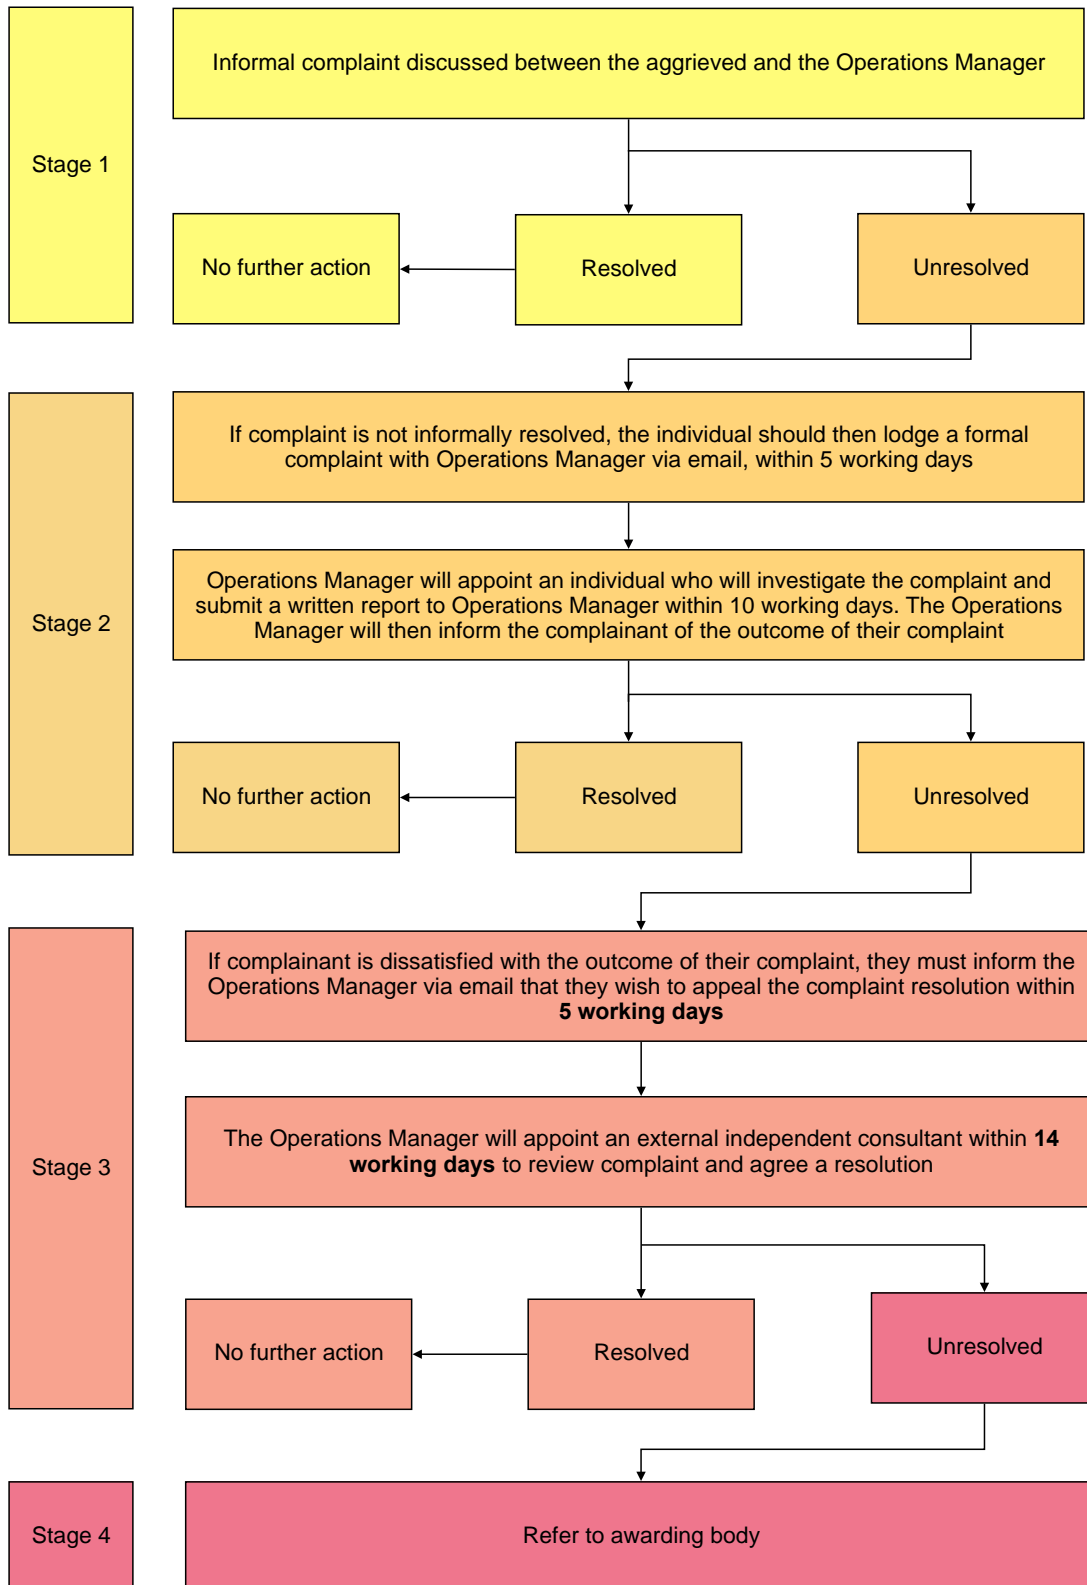 Stage 1
Informal complaint discussed between the aggrieved and the Operations Manager
No further action
Resolved
Unresolved
Stage 2
If complaint is not informally resolved, the individual should then lodge a formal
complaint with Operations Manager via email, within 5 working days
Operations Manager will appoint an individual who will investigate the complaint and
submit a written report to Operations Manager within 10 working days. The Operations
Manager will then inform the complainant of the outcome of their complaint
No further action
Resolved
Unresolved
Stage 3
If complainant is dissatisfied with the outcome of their complaint, they must inform the
Operations Manager via email that they wish to appeal the complaint resolution within
5 working days
The Operations Manager will appoint an external independent consultant within 14
working days to review complaint and agree a resolution
No further action
Resolved
Unresolved
Stage 4
Refer to awarding body